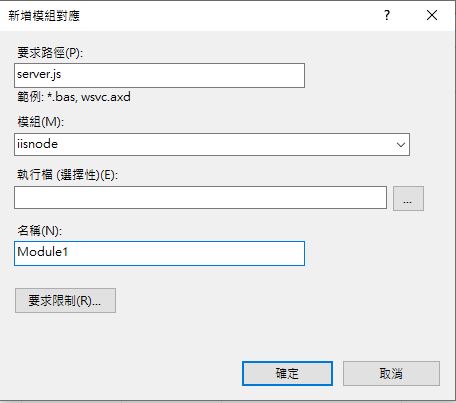 新增模組對應
?
要求路徑(P):
server.js
範例: *.bas, wsvc.axd
模組(M):
iisnode
執行檔 (選擇性)(E):
...
名稱(N):
Module1
要求限制(R)...
確定
取消